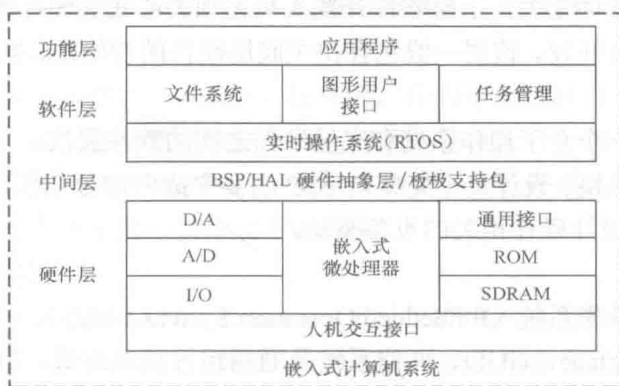 功能层
应用程序
软件层
文件系统
图形用户
接口
任务管理
实时操作系统(RTOS)
中间层
BSP/HAL 硬件抽象层/板极支持包
硬件层
D/A
A/D
I/O
嵌入式
微处理器
通用接口
ROM
SDRAM
人机交互接口
嵌入式计算机系统